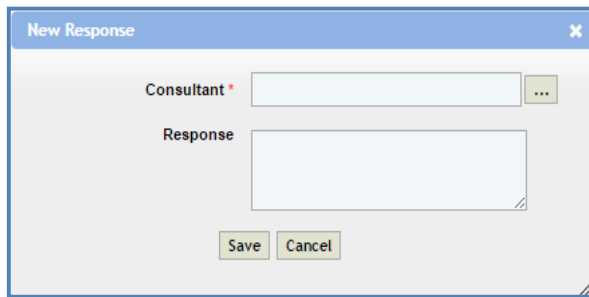 New Response
Consultant *
...
Response
Save Cancel